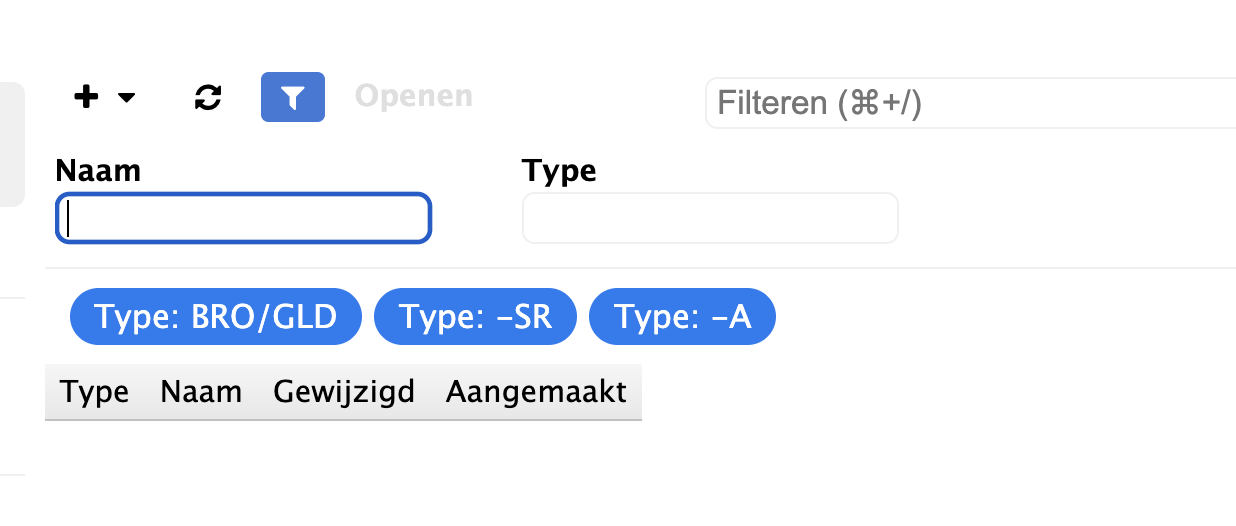 Openen Filteren (⌘+/)
Naam Type
Type: BRO/GLD Type: –SR Type: –A
Type Naam Gewijzigd Aangemaakt